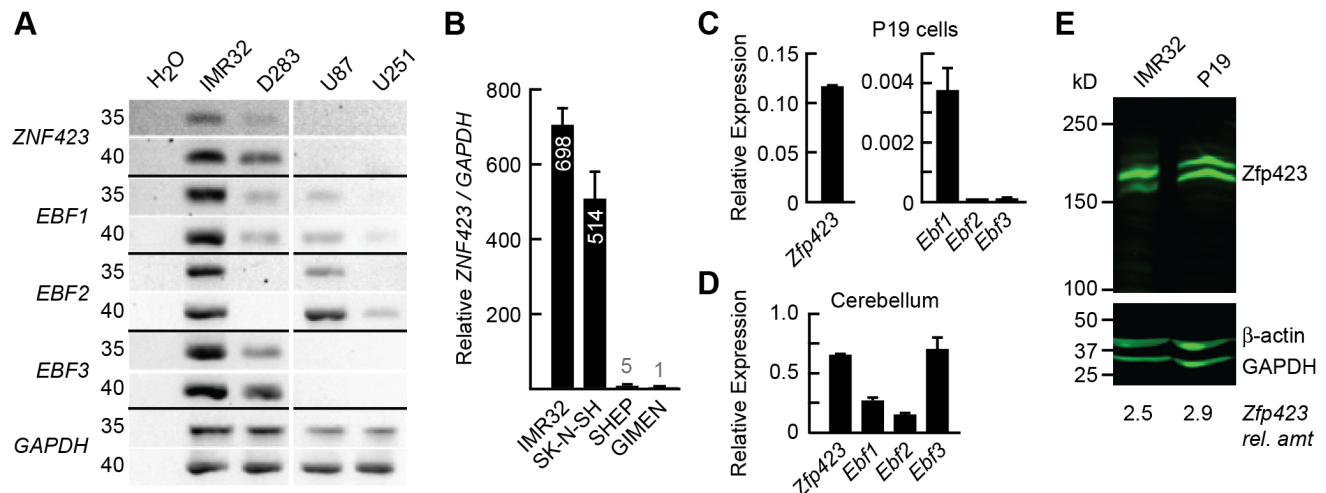 A
H2O IMR32 D283 U87 U251
ZNF423 35
40
EBF1 35
40
EBF2 35
40
EBF3 35
40
GAPDH 35
40
B
Relative ZNF423 / GAPDH
800
600
400
200
0
698
514
5
1
IMR32
SK-N-SH
SHEP
GIMEN
C
P19 cells
Relative Expression
0.15
0.10
0.05
0
Zfp423
0.004
0.002
0
Ebf1
Ebf2
Ebf3
D
Cerebellum
Relative Expression
1.0
0.5
0
Zfp423
Ebf1
Ebf2
Ebf3
E
kD IMR32 P19
250
Zfp423
150
100
50
β-actin
37
GAPDH
25
2.5 2.9 Zfp423
rel. amt